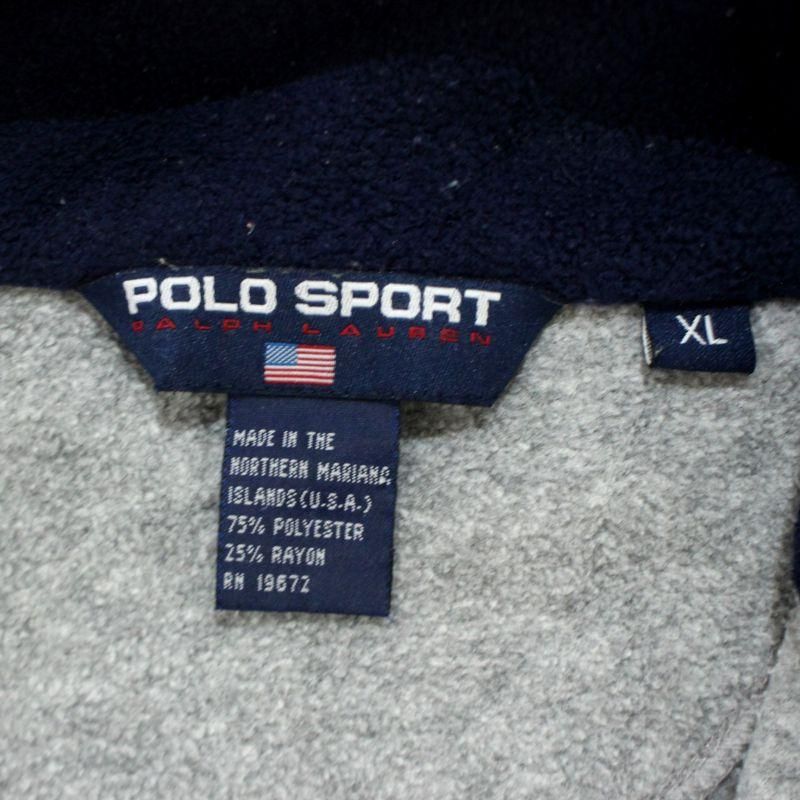 POLO SPORT
RALPH LAUREN
XL
MADE IN THE
NORTHERN MARIANA
ISLANDS (U.S.A.)
75% POLYESTER
25% RAYON
RN 19672